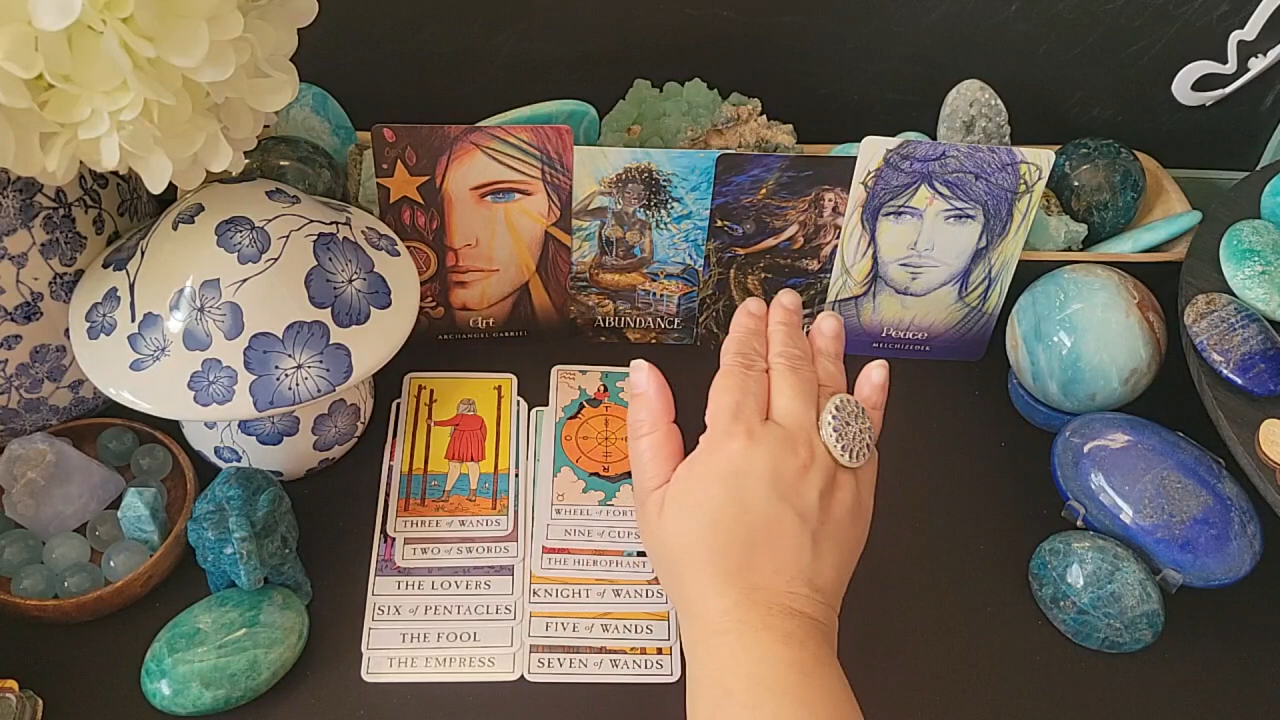 Art
ARCHANGEL GABRIEL
ABUNDANCE
Peace
MELCHIZEDEK
THREE of WANDS
TWO of SWORDS
THE LOVERS
SIX of PENTACLES
THE FOOL
THE EMPRESS
WHEEL of FORT
NINE of CUPS
THE HIEROPHANT
KNIGHT of WANDS
FIVE of WANDS
SEVEN of WANDS